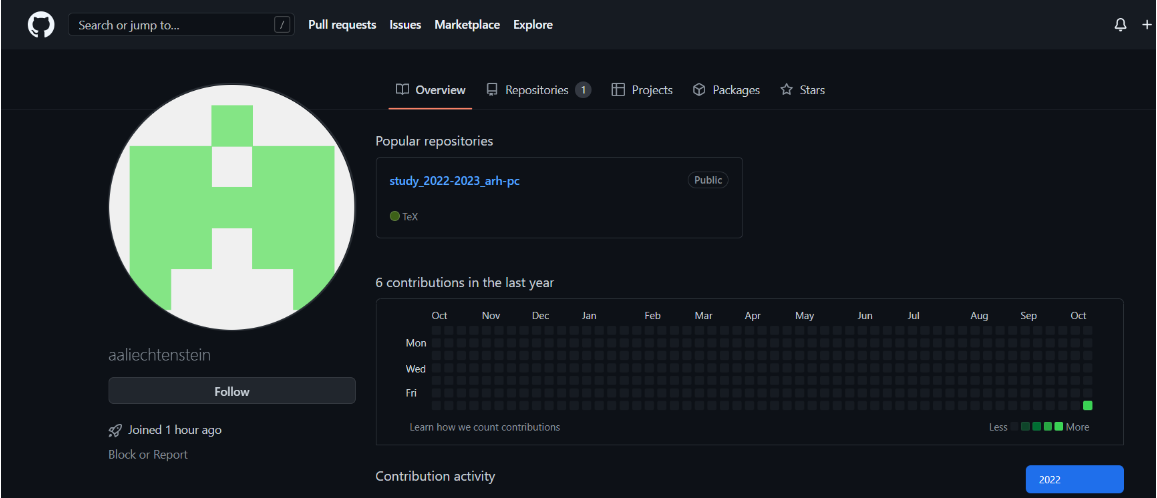 Search or jump to... /
Pull requests Issues Marketplace Explore
Overview Repositories 1 Projects Packages Stars
Popular repositories
study_2022-2023_arh-pc Public
TeX
6 contributions in the last year
Oct Nov Dec Jan Feb Mar Apr May Jun Jul Aug Sep Oct
Mon
Wed
Fri
Learn how we count contributions
Less More
aaliechtenstein
Follow
Joined 1 hour ago
Block or Report
Contribution activity
2022